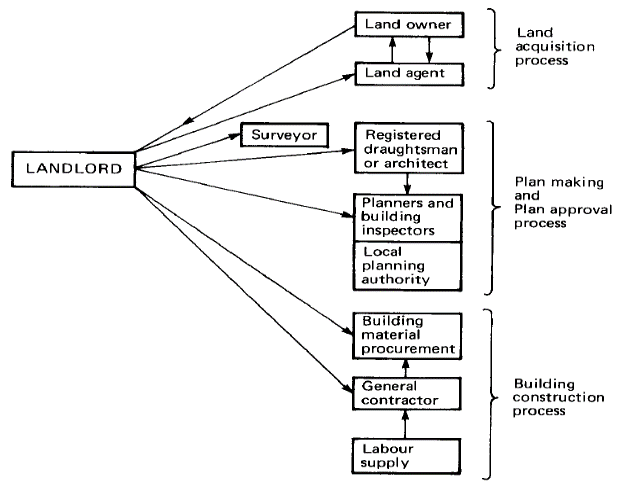 Land owner
Land
acquisition
process
Land agent
Surveyor
Registered
draughtsman
or architect
LANDLORD
Planners and
building
inspectors
Plan making
and
Plan approval
process
Local
planning
authority
Building
material
procurement
General
contractor
Building
construction
process
Labour
supply